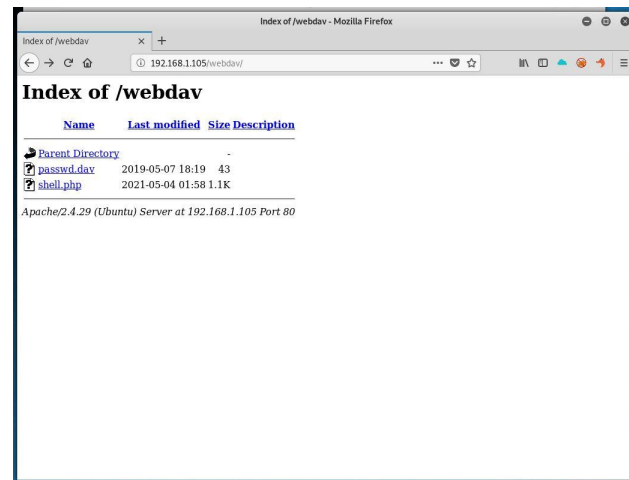 Index of /webdav - Mozilla Firefox
Index of /webdav × +
192.168.1.105/webdav/
Index of /webdav
Name Last modified Size Description
Parent Directory -
passwd.dav 2019-05-07 18:19 43
shell.php 2021-05-04 01:58 1.1K
Apache/2.4.29 (Ubuntu) Server at 192.168.1.105 Port 80